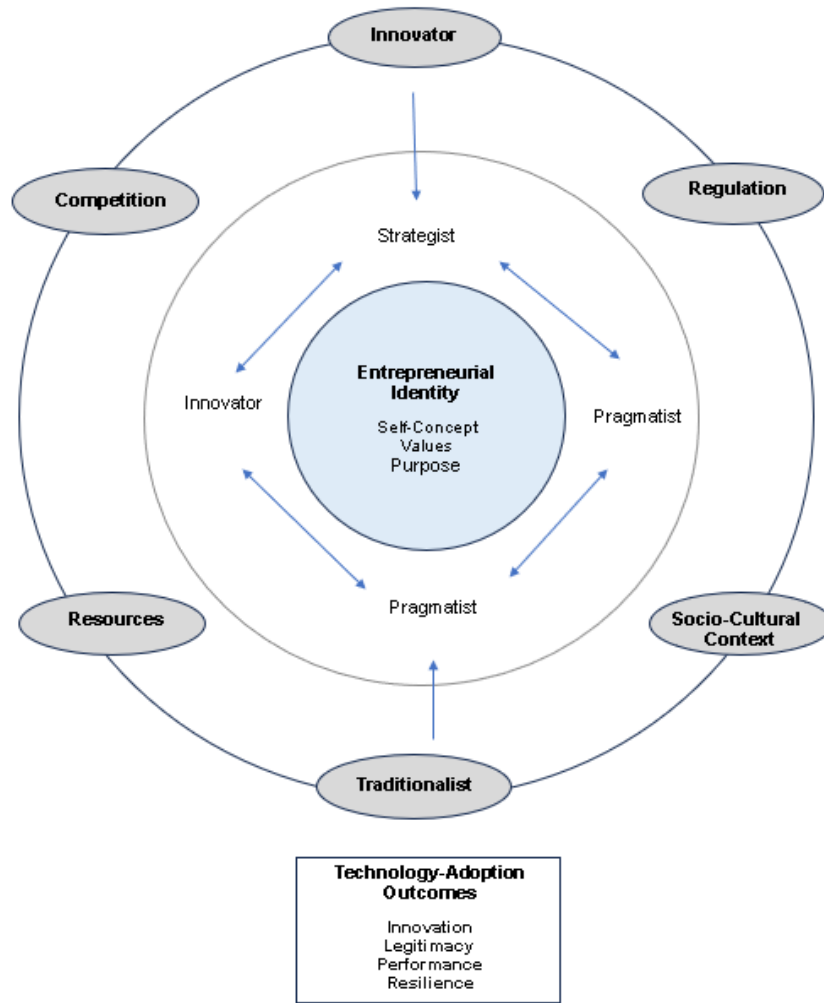 Innovator
Competition
Regulation
Strategist
Entrepreneurial
Identity
Self-Concept
Values
Purpose
Innovator
Pragmatist
Pragmatist
Resources
Socio-Cultural
Context
Traditionalist
Technology-Adoption
Outcomes
Innovation
Legitimacy
Performance
Resilience